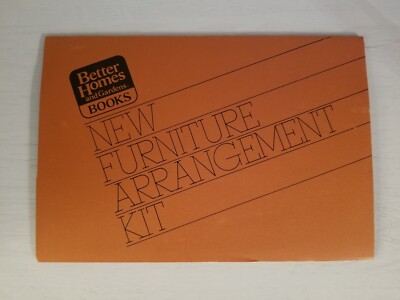 Better
Homes
and Gardens
BOOKS
NEW
FURNITURE
ARRANGEMENT
KIT